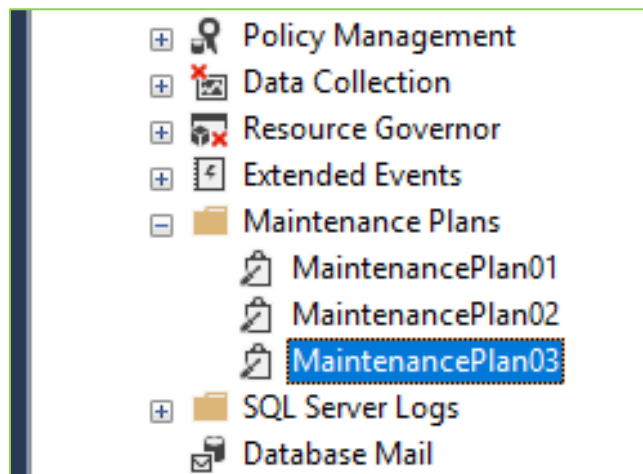 Policy Management
Data Collection
Resource Governor
Extended Events
Maintenance Plans
MaintenancePlan01
MaintenancePlan02
MaintenancePlan03
SQL Server Logs
Database Mail